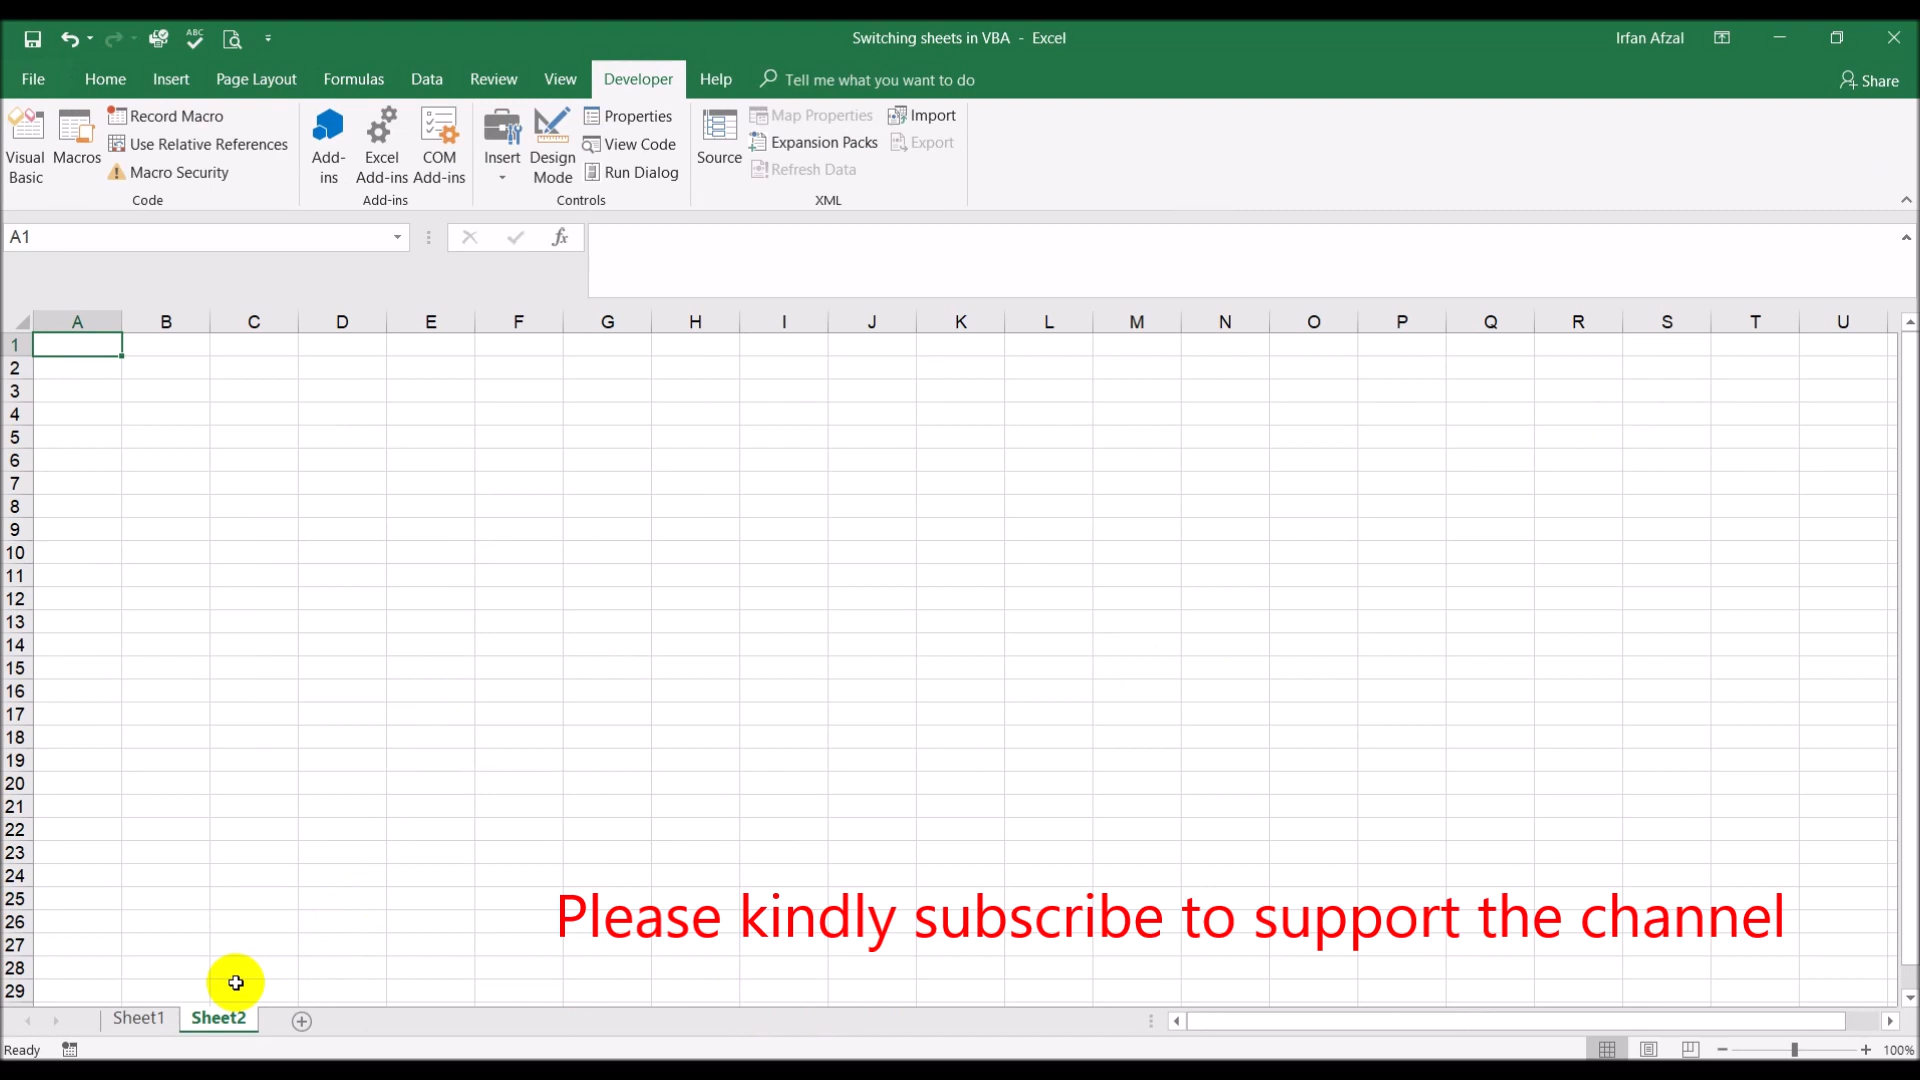 Switching sheets in VBA - Excel
Irfan Afzal
File Home Insert Page Layout Formulas Data Review View Developer Help Tell me what you want to do Share
Visual Basic
Macros
Record Macro
Use Relative References
Macro Security
Code
Add-ins
Excel Add-ins
COM Add-ins
Add-ins
Insert
Design Mode
Properties
View Code
Run Dialog
Controls
Source
Map Properties
Expansion Packs
Refresh Data
Import
Export
XML
A1
fx
A B C D E F G H I J K L M N O P Q R S T U
1
2
3
4
5
6
7
8
9
10
11
12
13
14
15
16
17
18
19
20
21
22
23
24
25
26
27
28
29
Please kindly subscribe to support the channel
Sheet1 Sheet2
Ready
100%